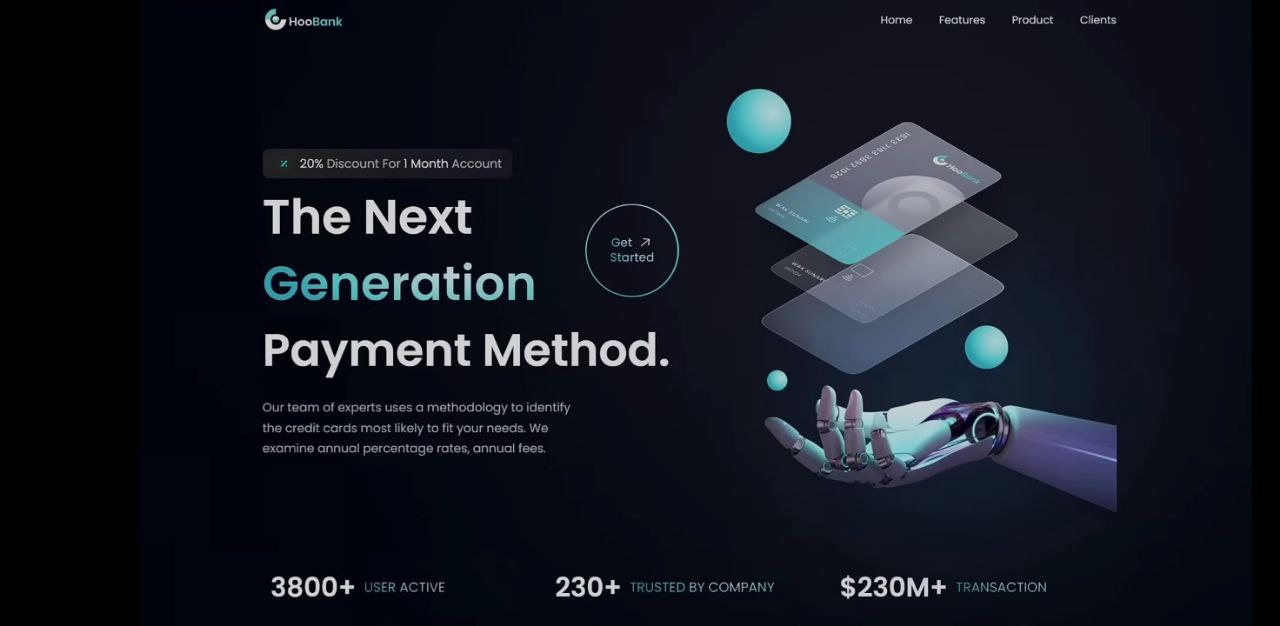 HooBank
Home Features Product Clients
20% Discount For 1 Month Account
The Next
Generation
Payment Method.
Get
Started
Our team of experts uses a methodology to identify
the credit cards most likely to fit your needs. We
examine annual percentage rates, annual fees.
HooBank
1633 7163 3892 1028
3800+ USER ACTIVE
230+ TRUSTED BY COMPANY
$230M+ TRANSACTION